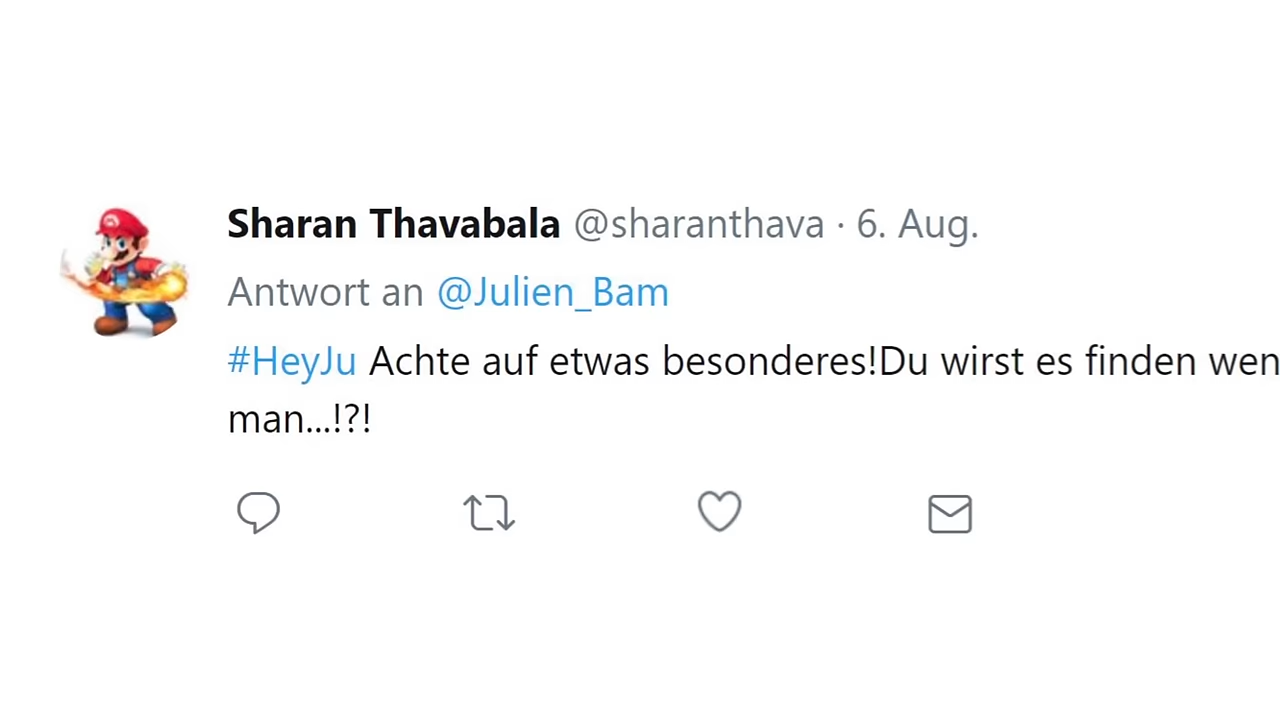 Sharan Thavabala @sharanthava · 6. Aug.
Antwort an @Julien_Bam
#HeyJu Achte auf etwas besonderes!Du wirst es finden wen
man...!?!